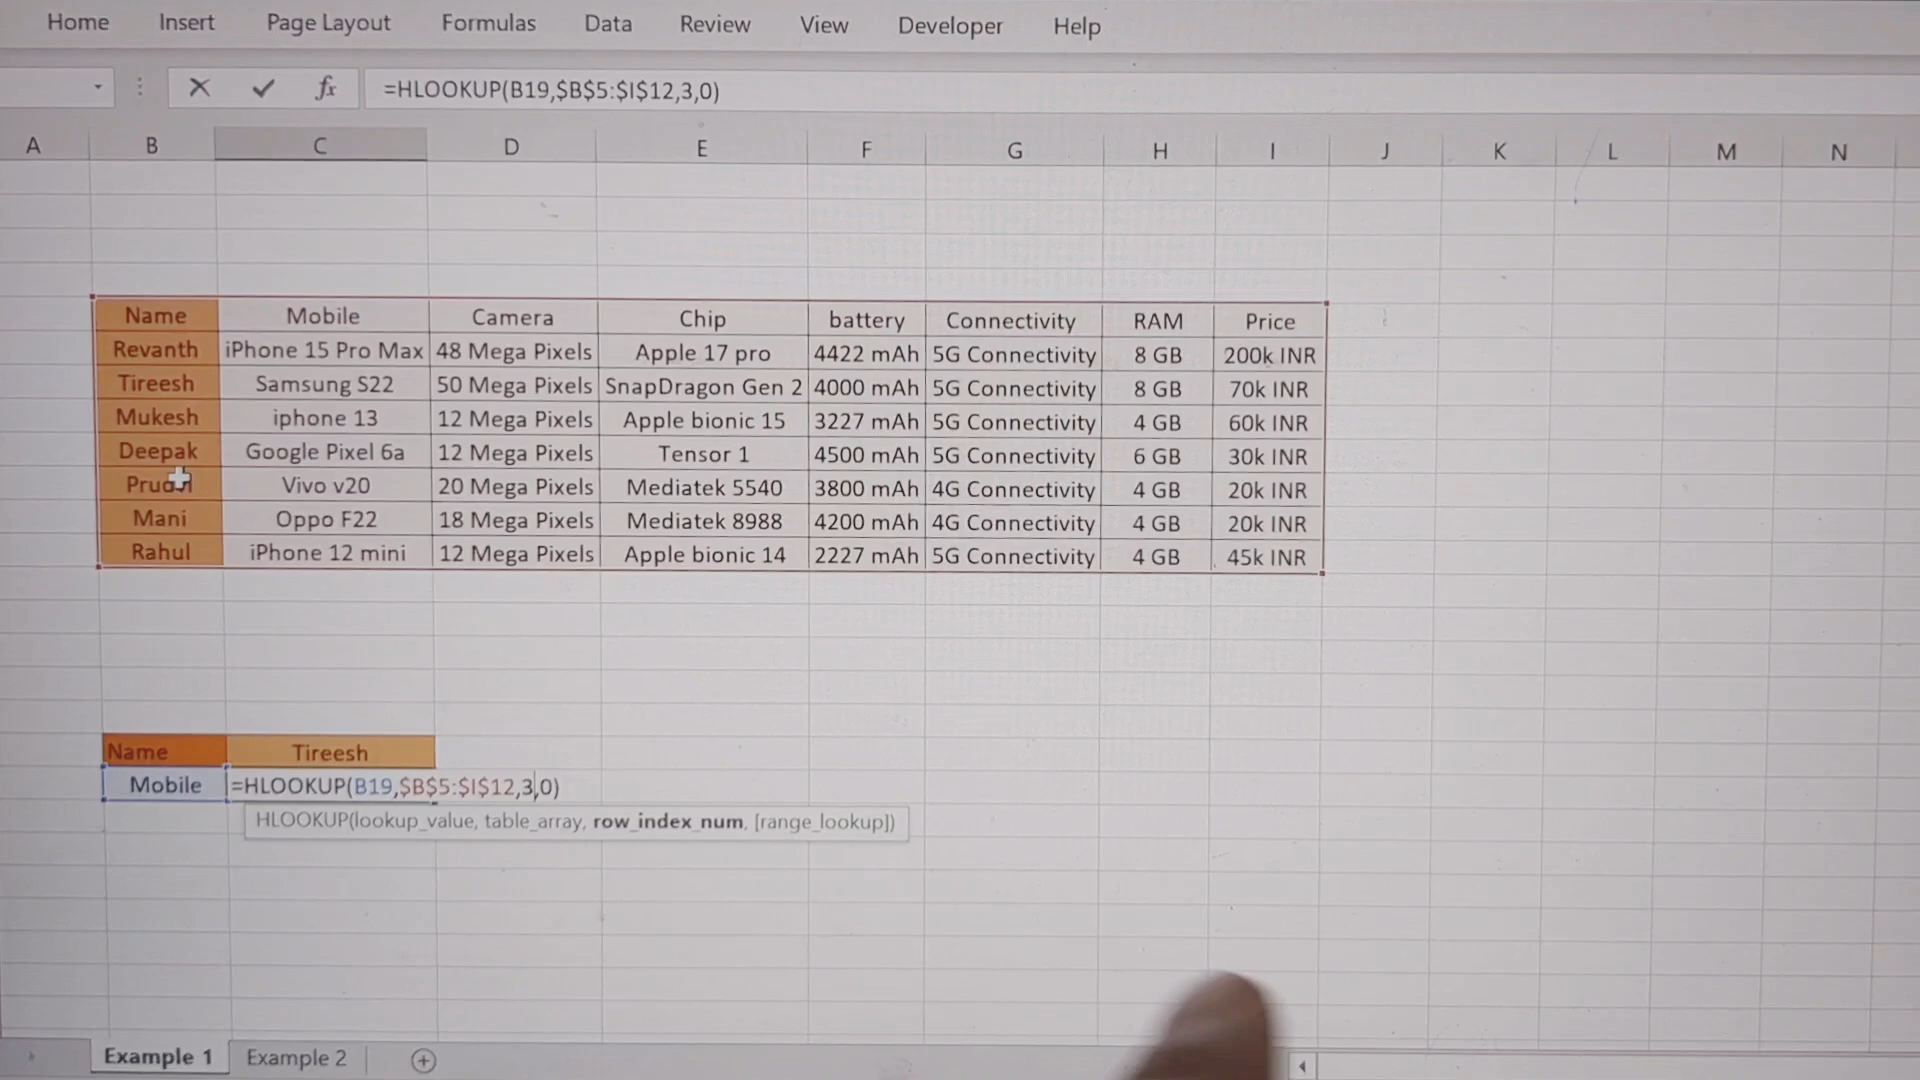 Home Insert Page Layout Formulas Data Review View Developer Help
fx =HLOOKUP(B19,$B$5:$I$12,3,0)
A B C D E F G H I J K L M N
Name Mobile Camera Chip battery Connectivity RAM Price
Revanth iPhone 15 Pro Max 48 Mega Pixels Apple 17 pro 4422 mAh 5G Connectivity 8 GB 200k INR
Tireesh Samsung S22 50 Mega Pixels SnapDragon Gen 2 4000 mAh 5G Connectivity 8 GB 70k INR
Mukesh iphone 13 12 Mega Pixels Apple bionic 15 3227 mAh 5G Connectivity 4 GB 60k INR
Deepak Google Pixel 6a 12 Mega Pixels Tensor 1 4500 mAh 5G Connectivity 6 GB 30k INR
Vivo v20 20 Mega Pixels Mediatek 5540 3800 mAh 4G Connectivity 4 GB 20k INR
Mani Oppo F22 18 Mega Pixels Mediatek 8988 4200 mAh 4G Connectivity 4 GB 20k INR
Rahul iPhone 12 mini 12 Mega Pixels Apple bionic 14 2227 mAh 5G Connectivity 4 GB 45k INR
Name Tireesh
Mobile =HLOOKUP(B19,$B$5:$I$12,3,0)
HLOOKUP(lookup_value, table_array, row_index_num, [range_lookup])
Example 1 Example 2